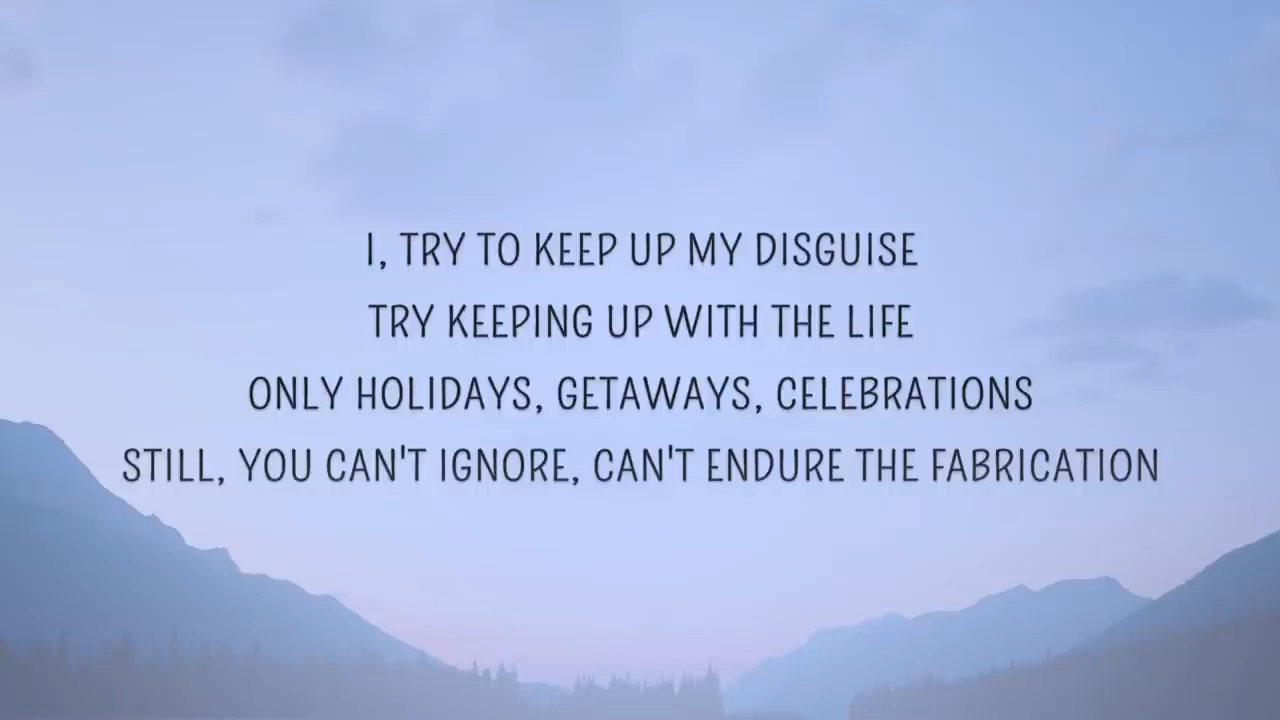 I, TRY TO KEEP UP MY DISGUISE
TRY KEEPING UP WITH THE LIFE
ONLY HOLIDAYS, GETAWAYS, CELEBRATIONS
STILL, YOU CAN'T IGNORE, CAN'T ENDURE THE FABRICATION